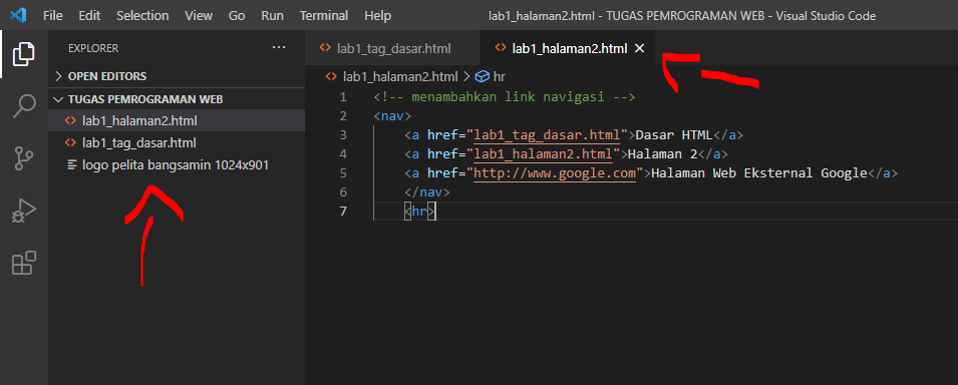 File Edit Selection View Go Run Terminal Help lab1_halaman2.html - TUGAS PEMROGRAMAN WEB - Visual Studio Code
EXPLORER
OPEN EDITORS
TUGAS PEMROGRAMAN WEB
lab1_halaman2.html
lab1_tag_dasar.html
logo pelita bangsamin 1024x901
lab1_tag_dasar.html lab1_halaman2.html
lab1_halaman2.html > hr
1 <!-- menambahkan link navigasi -->
2 <nav>
3 <a href="lab1_tag_dasar.html">Dasar HTML</a>
4 <a href="lab1_halaman2.html">Halaman 2</a>
5 <a href="http://www.google.com">Halaman Web Eksternal Google</a>
6 </nav>
7 <hr>